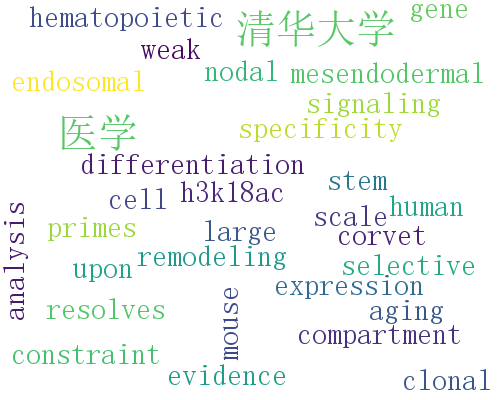 hematopoietic
gene
清华大学
weak
nodal
mesendodermal
endosomal
signaling
医学
specificity
differentiation
stem
cell
h3k18ac
human
scale
primes
large
corvet
analysis
upon
remodeling
selective
expression
resolves
mouse
aging
compartment
constraint
evidence
clonal